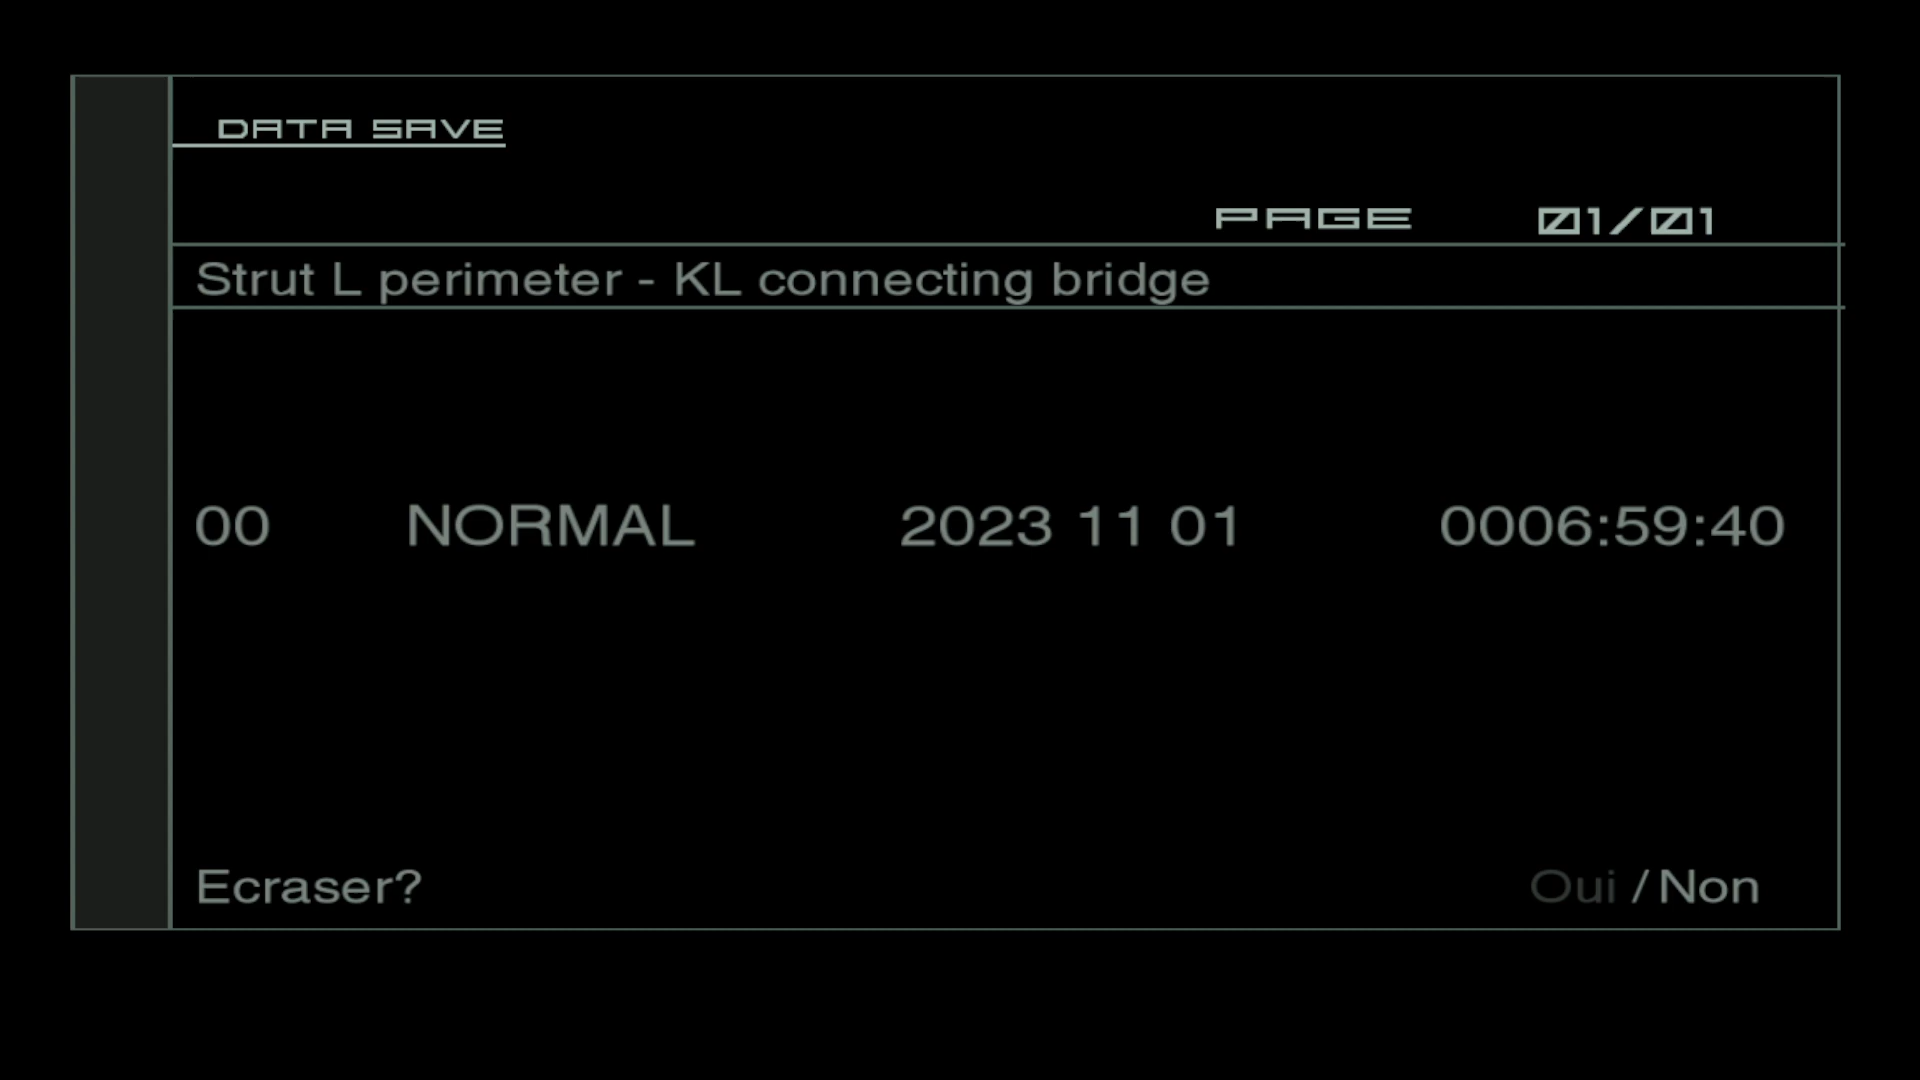 DATA SAVE
PAGE 01/01
Strut L perimeter - KL connecting bridge
00 NORMAL 2023 11 01 0006:59:40
Ecraser? Oui / Non